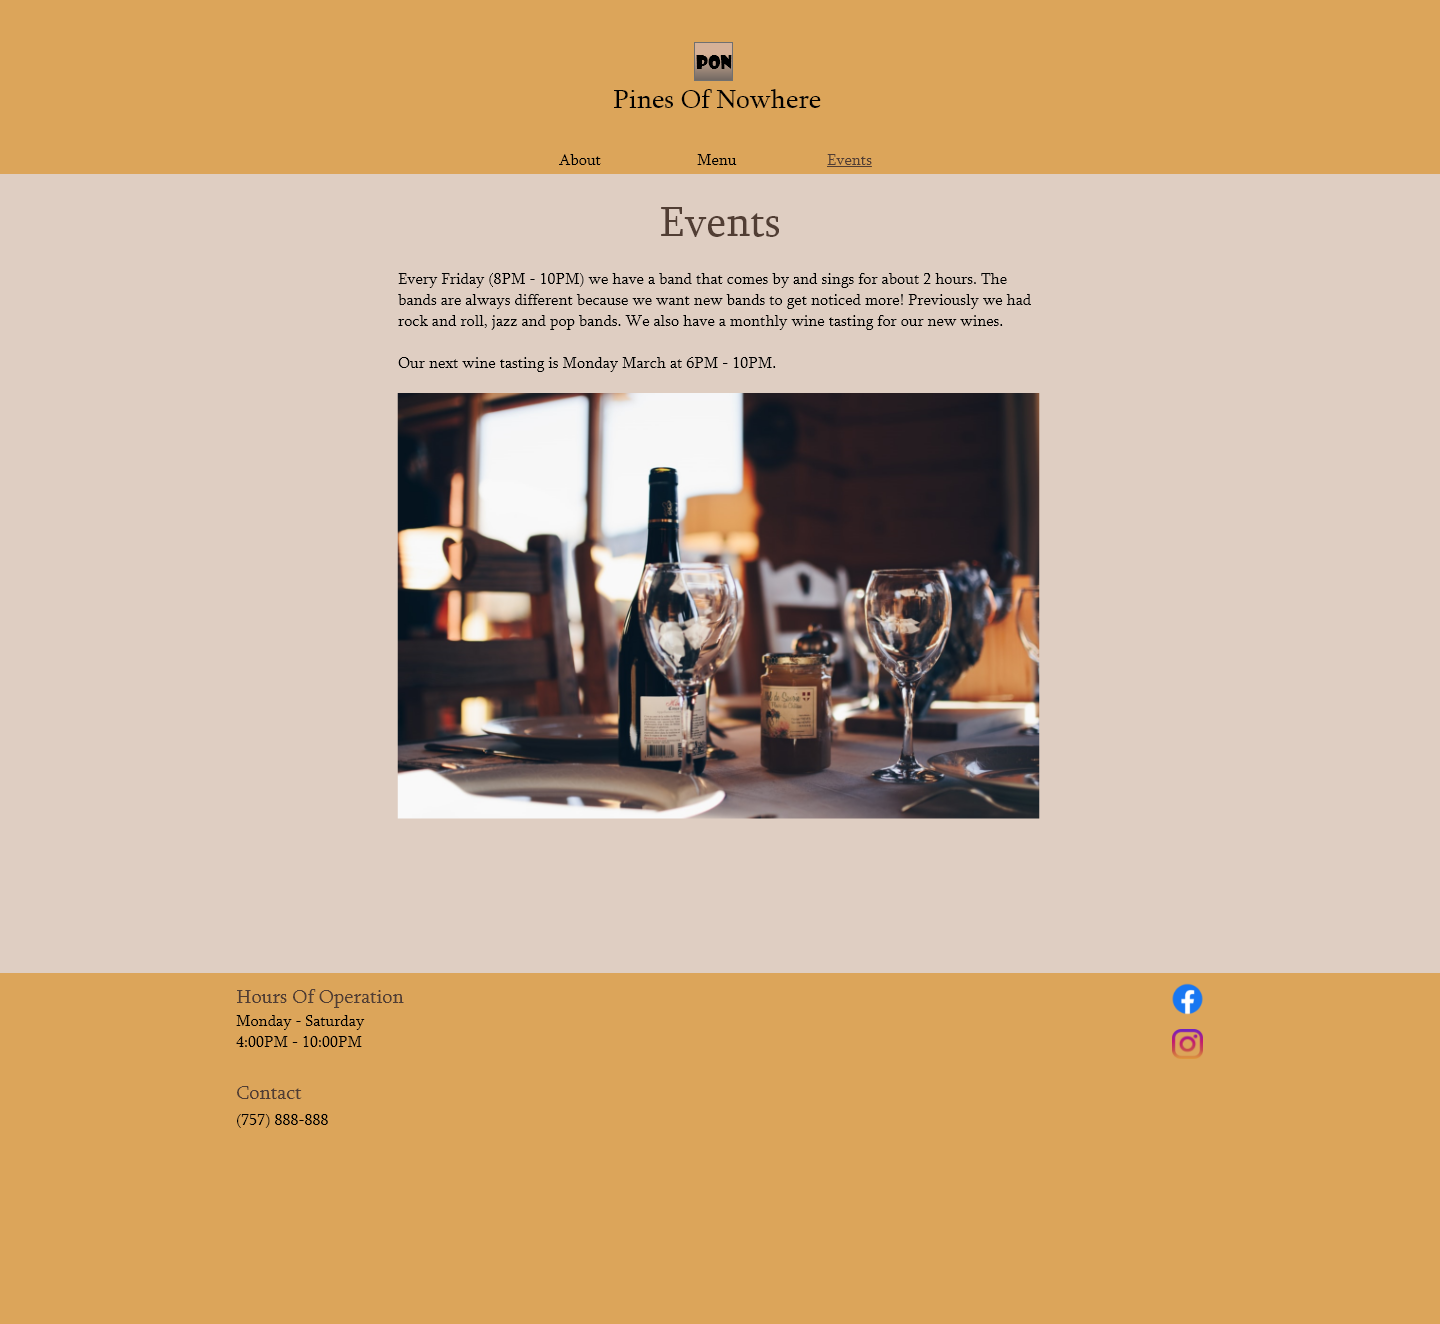 PON
Pines Of Nowhere
About Menu Events
Events
Every Friday (8PM - 10PM) we have a band that comes by and sings for about 2 hours. The
bands are always different because we want new bands to get noticed more! Previously we had
rock and roll, jazz and pop bands. We also have a monthly wine tasting for our new wines.
Our next wine tasting is Monday March at 6PM - 10PM.
Hours Of Operation
Monday - Saturday
4:00PM - 10:00PM
Contact
(757) 888-888